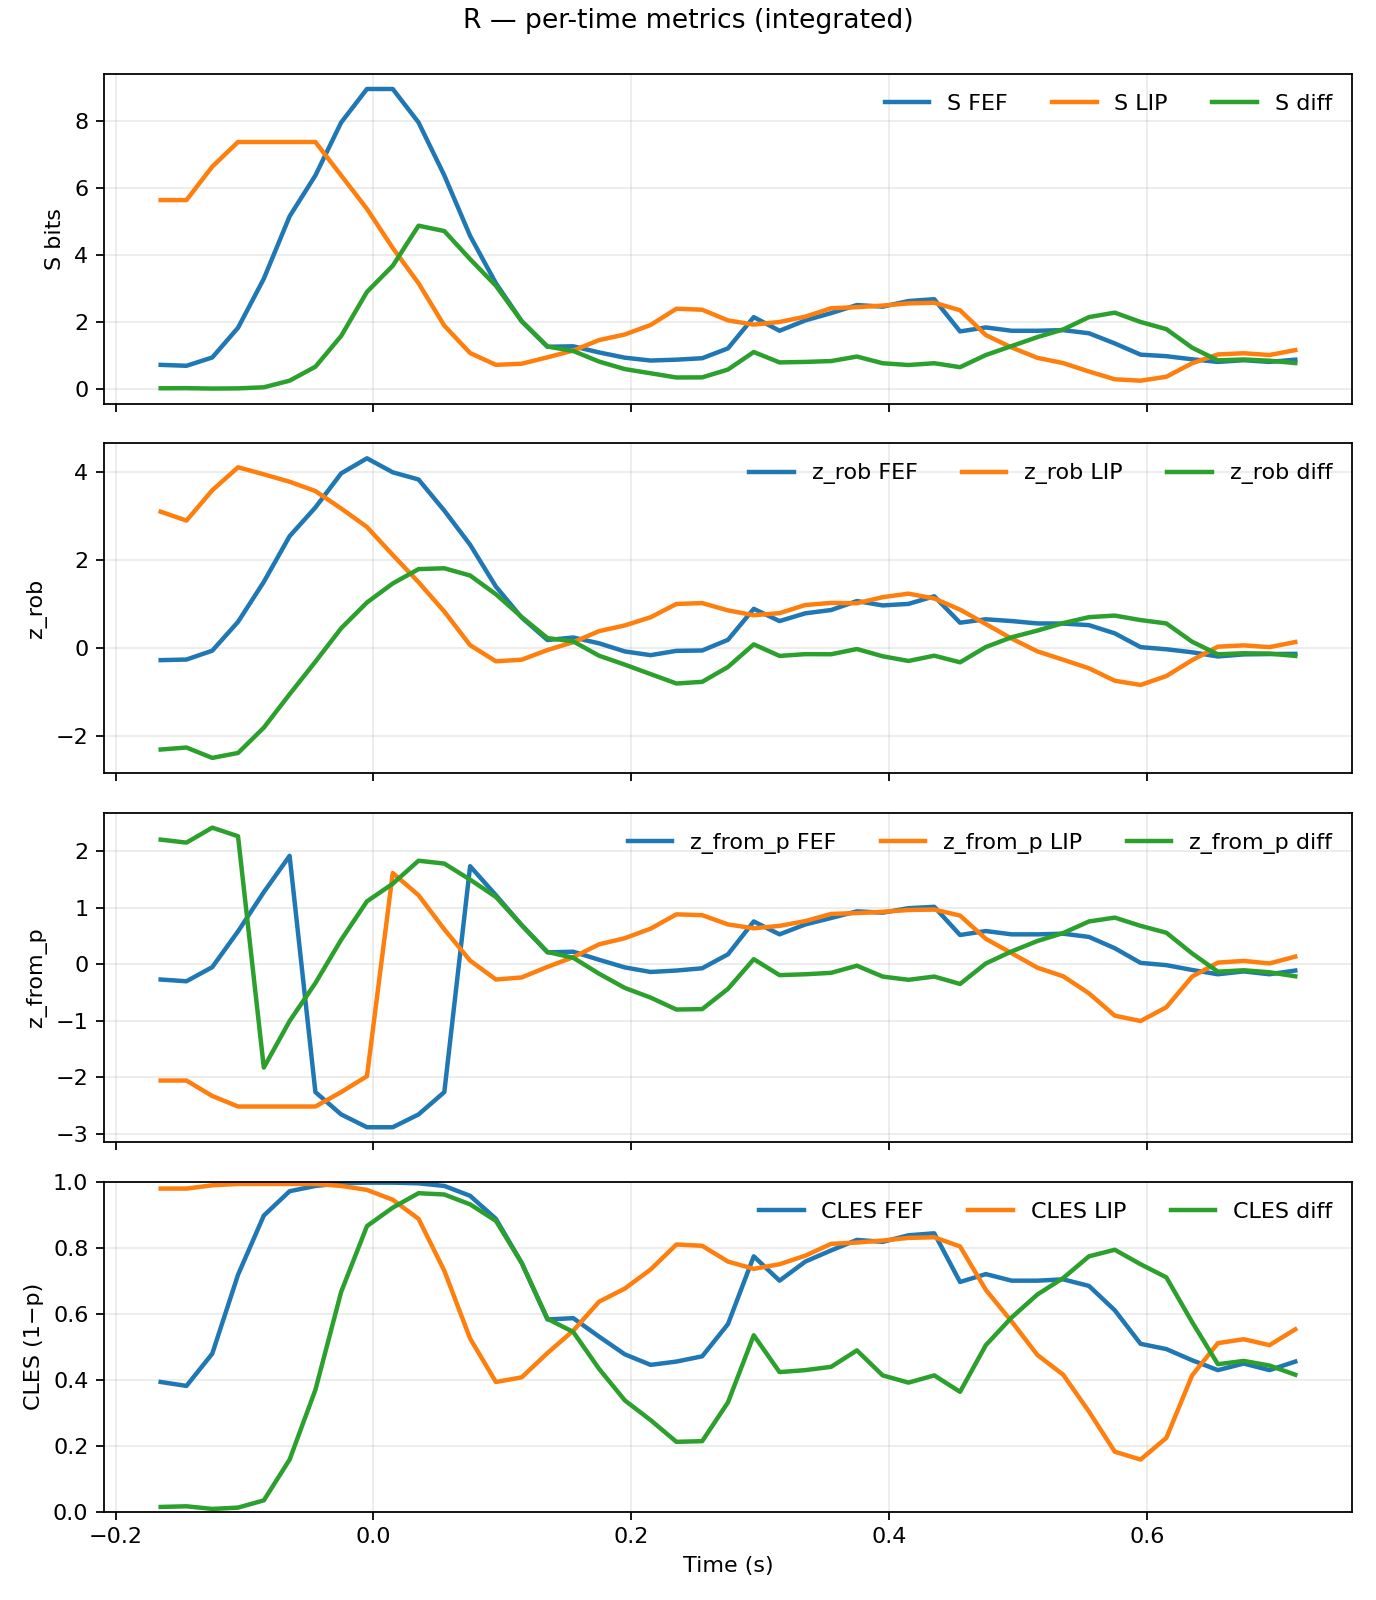 R — per-time metrics (integrated)
S FEF S LIP S diff
8
6
4
2
0
S bits
z_rob FEF z_rob LIP z_rob diff
4
2
0
−2
z_rob
z_from_p FEF z_from_p LIP z_from_p diff
2
1
0
−1
−2
−3
z_from_p
CLES FEF CLES LIP CLES diff
1.0
0.8
0.6
0.4
0.2
0.0
CLES (1−p)
−0.2 0.0 0.2 0.4 0.6
Time (s)